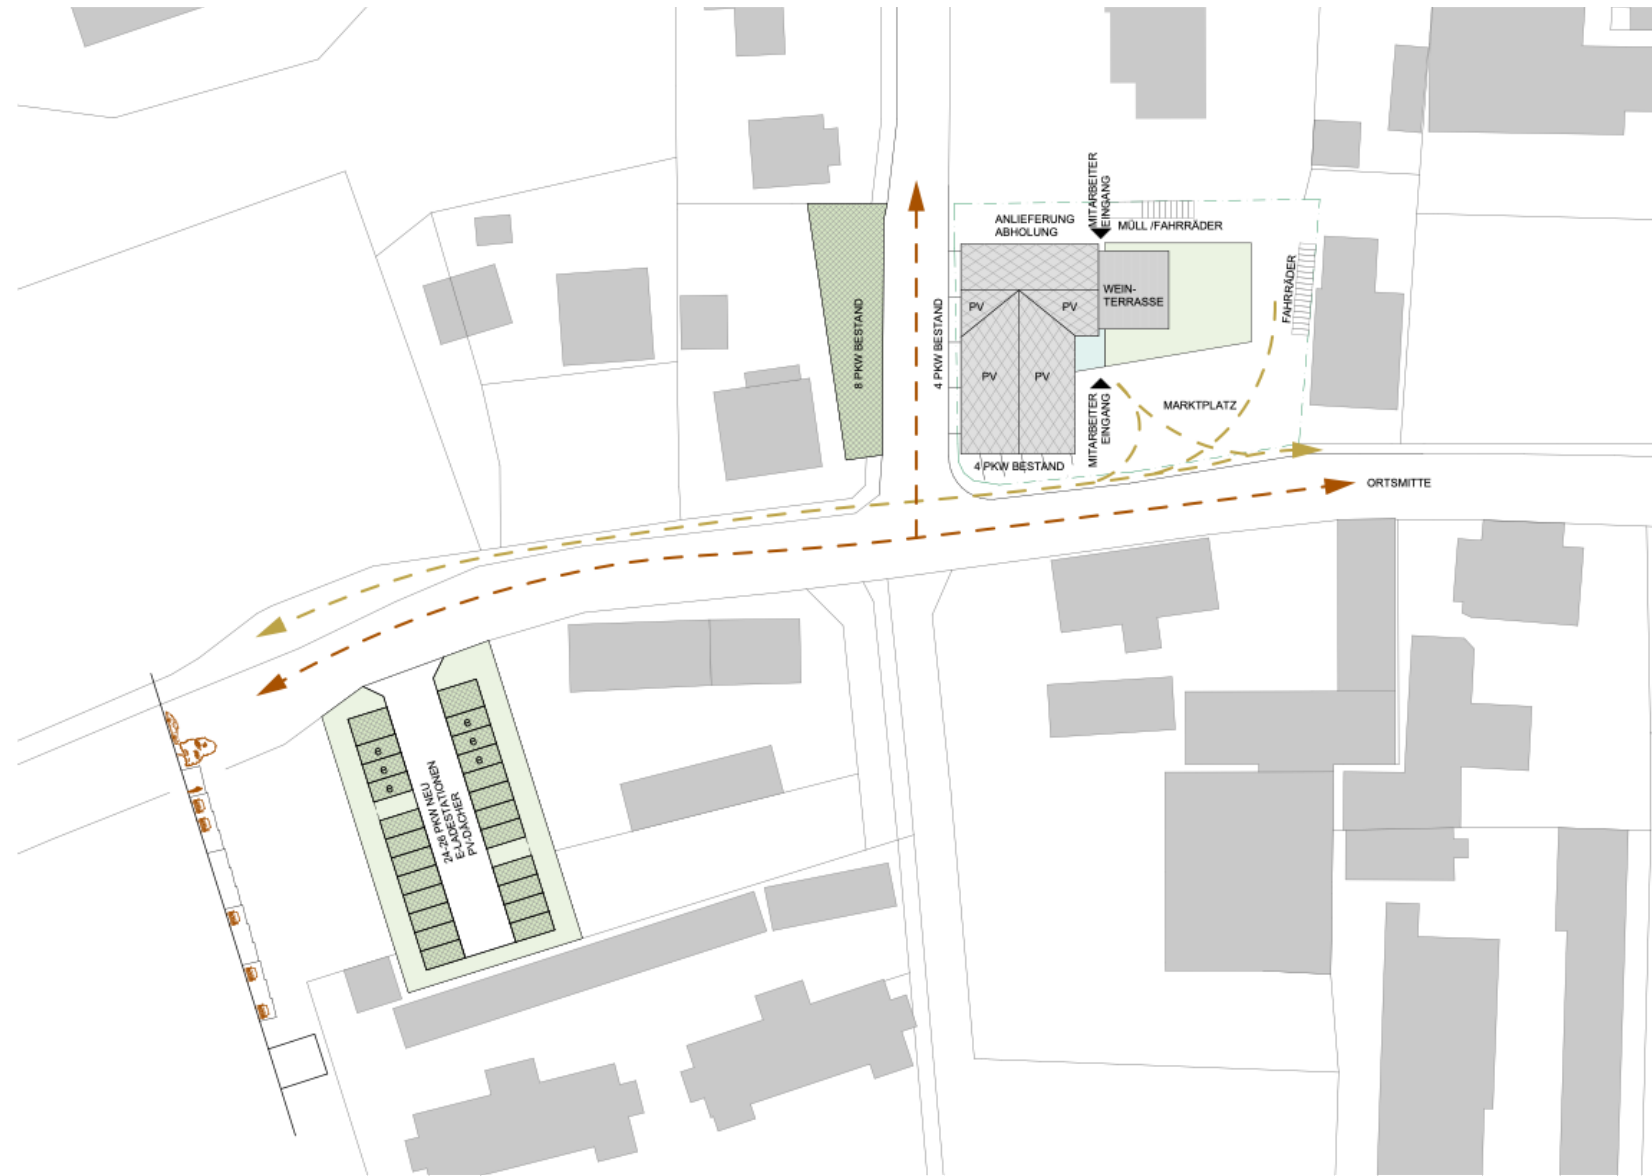 MITARBEITER
EINGANG
ANLIEFERUNG
ABHOLUNG
MÜLL /FAHRRÄDER
FAHRRÄDER
WEIN-
TERRASSE
PV
PV
PV
PV
8 PKW BESTAND
4 PKW BESTAND
MARKTPLATZ
MITARBEITER
EINGANG
4 PKW BESTAND
ORTSMITTE
e
e
e
e
e
e
24-26 PKW NEU
E-LADESTATIONEN
PV-DÄCHER